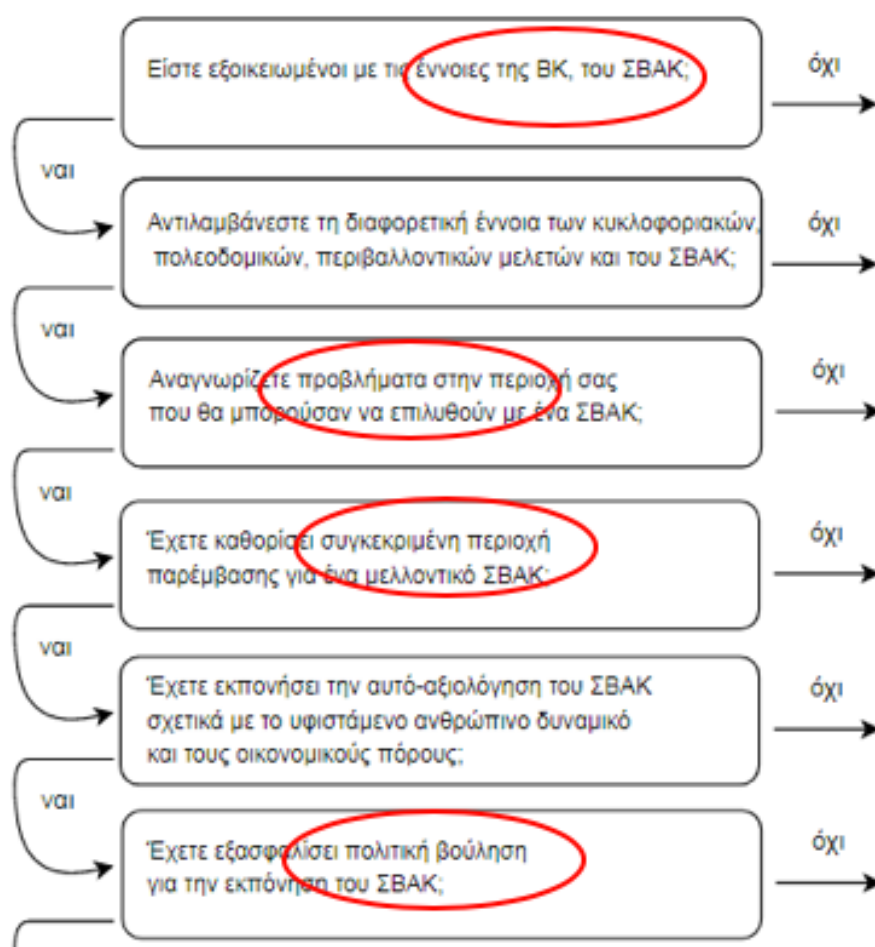 Είστε εξοικειωμένοι με τις έννοιες της ΒΚ, του ΣΒΑΚ;
όχι
ναι
Αντιλαμβάνεστε τη διαφορετική έννοια των κυκλοφοριακών,
πολεοδομικών, περιβαλλοντικών μελετών και του ΣΒΑΚ;
όχι
ναι
Αναγνωρίζετε προβλήματα στην περιοχή σας
που θα μπορούσαν να επιλυθούν με ένα ΣΒΑΚ;
όχι
ναι
Έχετε καθορίσει συγκεκριμένη περιοχή
παρέμβασης για ένα μελλοντικό ΣΒΑΚ;
όχι
ναι
Έχετε εκπονήσει την αυτό-αξιολόγηση του ΣΒΑΚ
σχετικά με το υφιστάμενο ανθρώπινο δυναμικό
και τους οικονομικούς πόρους;
όχι
ναι
Έχετε εξασφαλίσει πολιτική βούληση
για την εκπόνηση του ΣΒΑΚ;
όχι